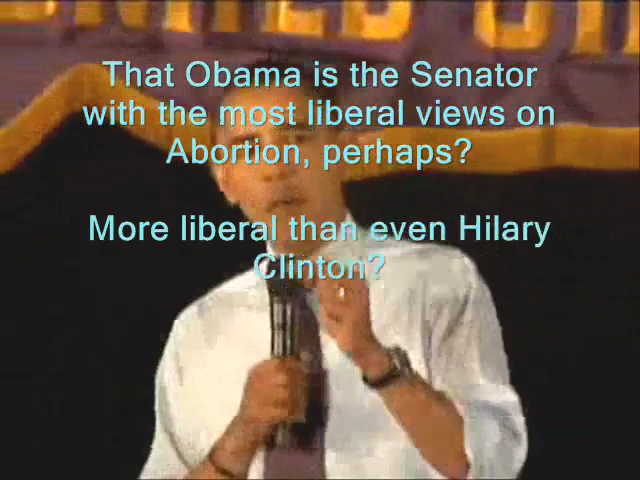 That Obama is the Senator
with the most liberal views on
Abortion, perhaps?
More liberal than even Hilary
Clinton?